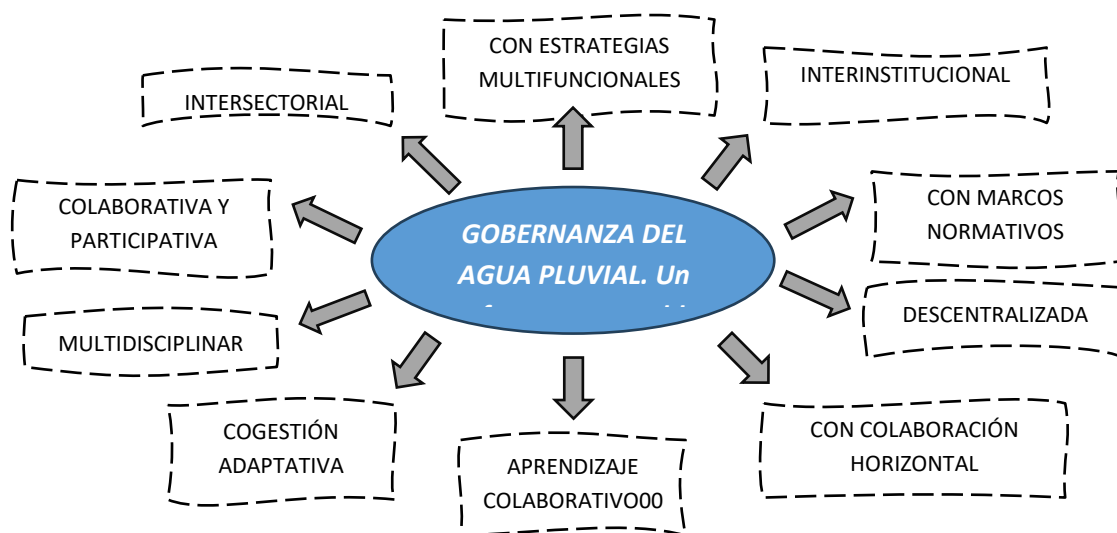 CON ESTRATEGIAS
MULTIFUNCIONALES
INTERINSTITUCIONAL
INTERSECTORIAL
CON MARCOS
NORMATIVOS
COLABORATIVA Y
PARTICIPATIVA
GOBERNANZA DEL
AGUA PLUVIAL. Un
DESCENTRALIZADA
MULTIDISCIPLINAR
CON COLABORACIÓN
HORIZONTAL
COGESTIÓN
ADAPTATIVA
APRENDIZAJE
COLABORATIVO00